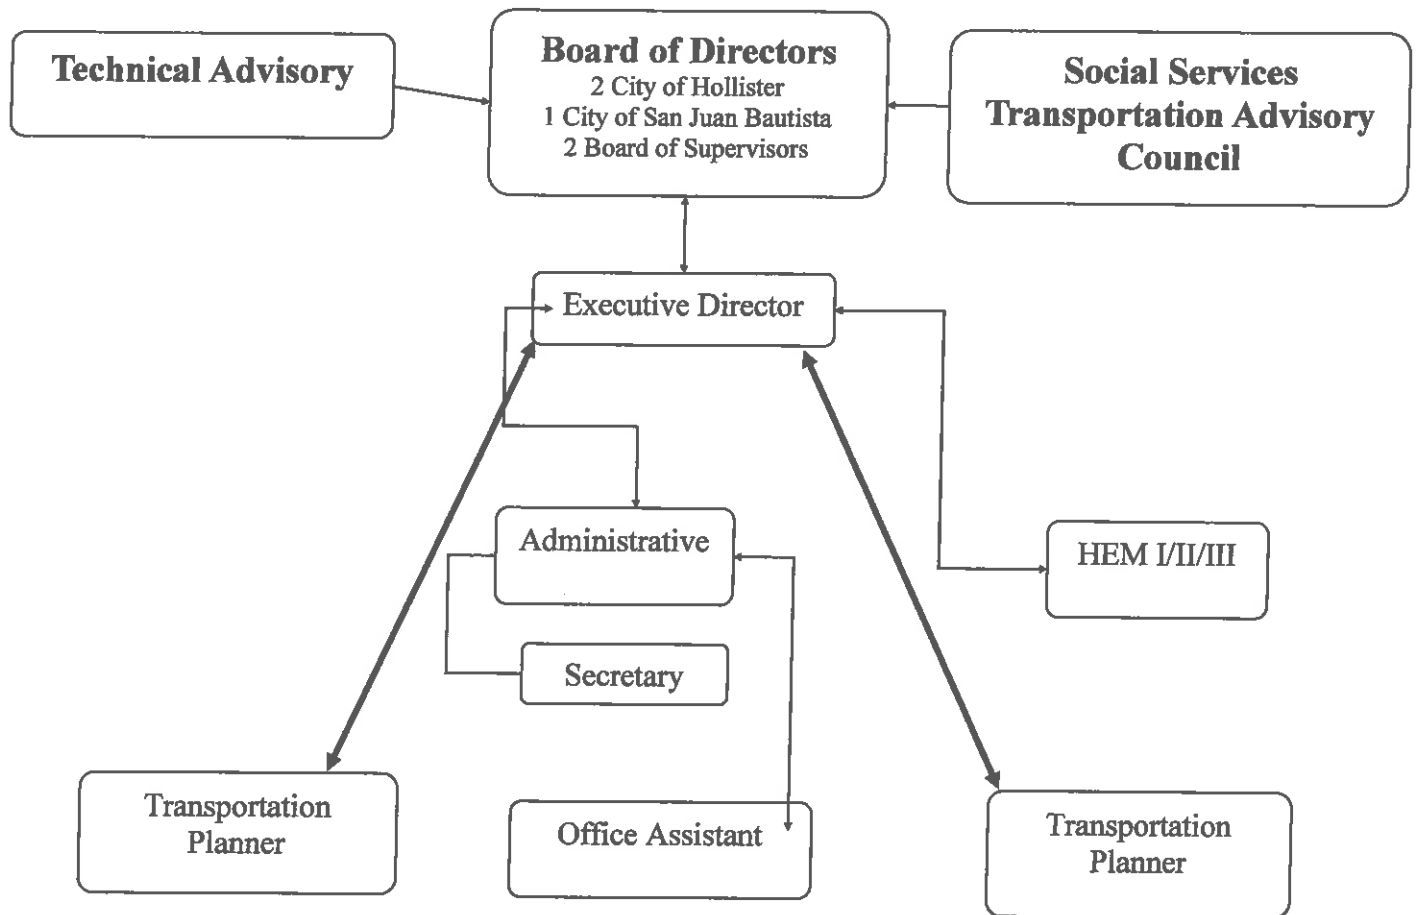 Technical Advisory
Board of Directors
2 City of Hollister
1 City of San Juan Bautista
2 Board of Supervisors
Social Services
Transportation Advisory
Council
Executive Director
Administrative
HEM I/II/III
Secretary
Transportation
Planner
Office Assistant
Transportation
Planner